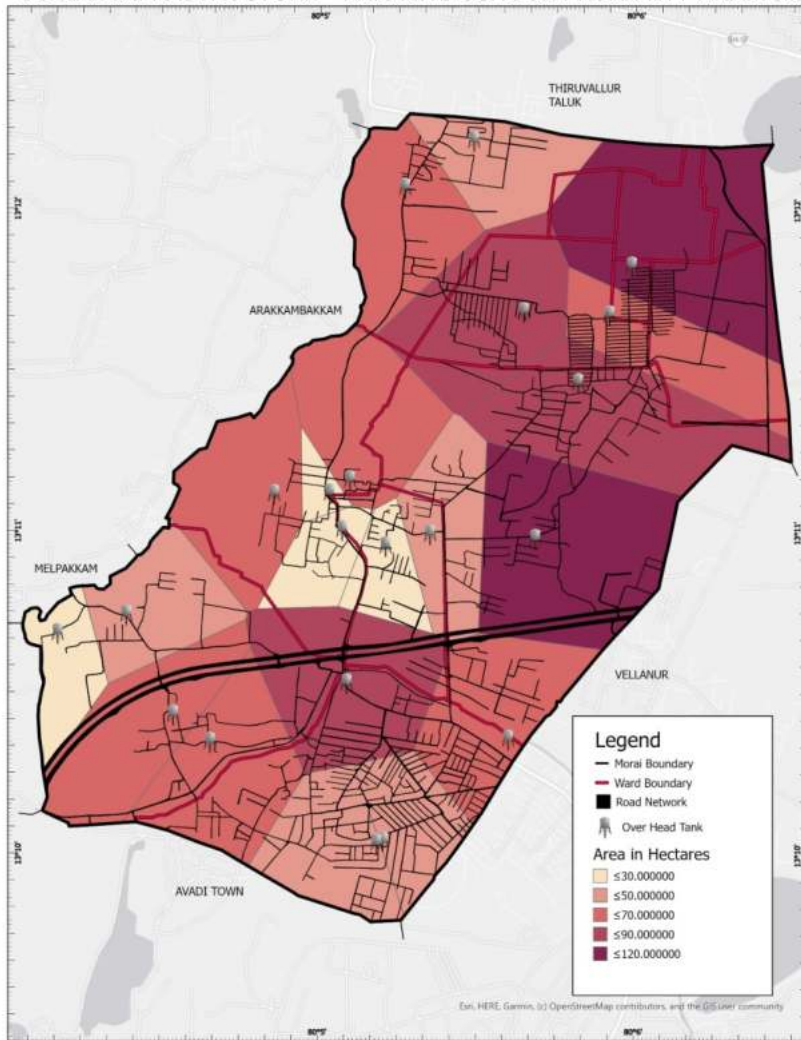 80°5'
80°6'
THIRUVALLUR
TALUK
13°12'
13°12'
ARAKKAMBAKKAM
13°11'
13°11'
MELPAKKAM
VELLANUR
13°10'
13°10'
AVADI TOWN
Legend
Morai Boundary
Ward Boundary
Road Network
Over Head Tank
Area in Hectares
≤30.000000
≤50.000000
≤70.000000
≤90.000000
≤120.000000
Esri, HERE, Garmin, (c) OpenStreetMap contributors, and the GIS user community
80°5'
80°6'